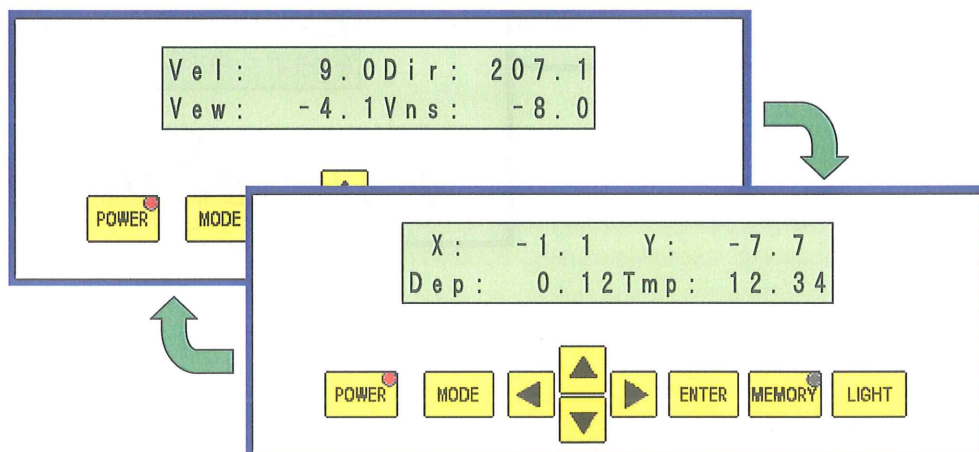 Vel: 9.0Dir: 207.1
Vew: -4.1Vns: -8.0
POWER MODE
X: -1.1 Y: -7.7
Dep: 0.12Tmp: 12.34
POWER MODE ENTER MEMORY LIGHT